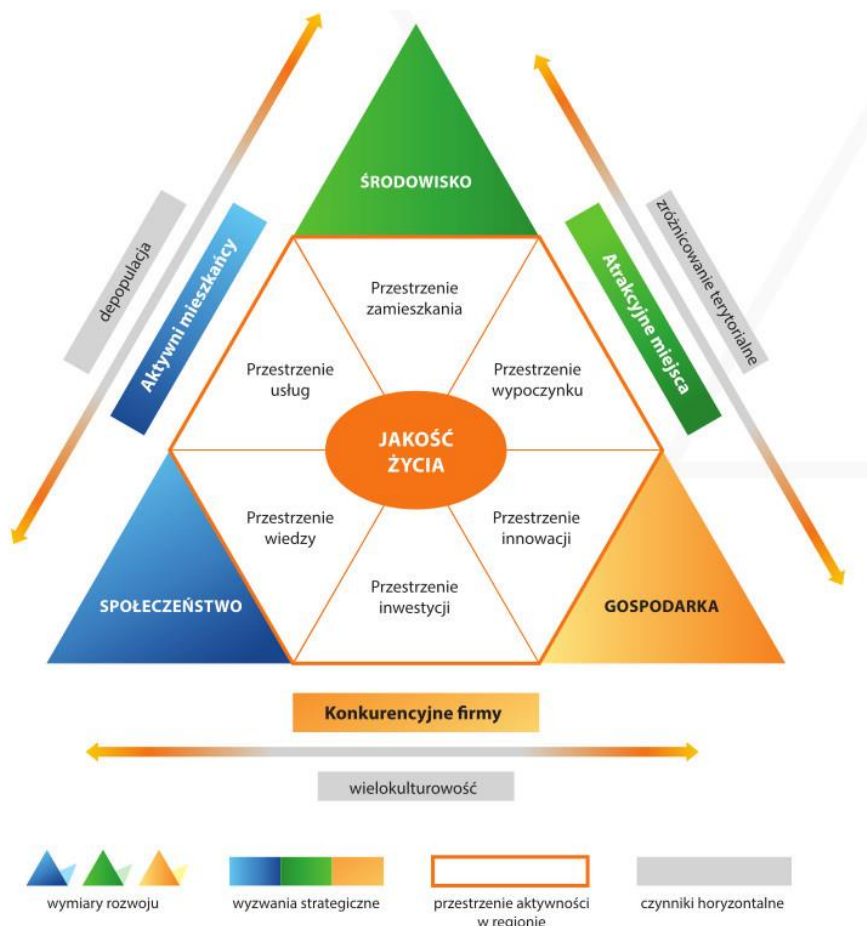 ŚRODOWISKO
depopulacja
Aktywni mieszkańcy
Atrakcyjne miejsca
zróżnicowanie terytorialne
Przestrzenie
zamieszkania
Przestrzenie
usług
Przestrzenie
wypoczynku
JAKOŚĆ
ŻYCIA
Przestrzenie
wiedzy
Przestrzenie
innowacji
Przestrzenie
inwestycji
SPOŁECZEŃSTWO
GOSPODARKA
Konkurencyjne firmy
wielokulturowość
wymiary rozwoju
wyzwania strategiczne
przestrzenie aktywności
w regionie
czynniki horyzontalne